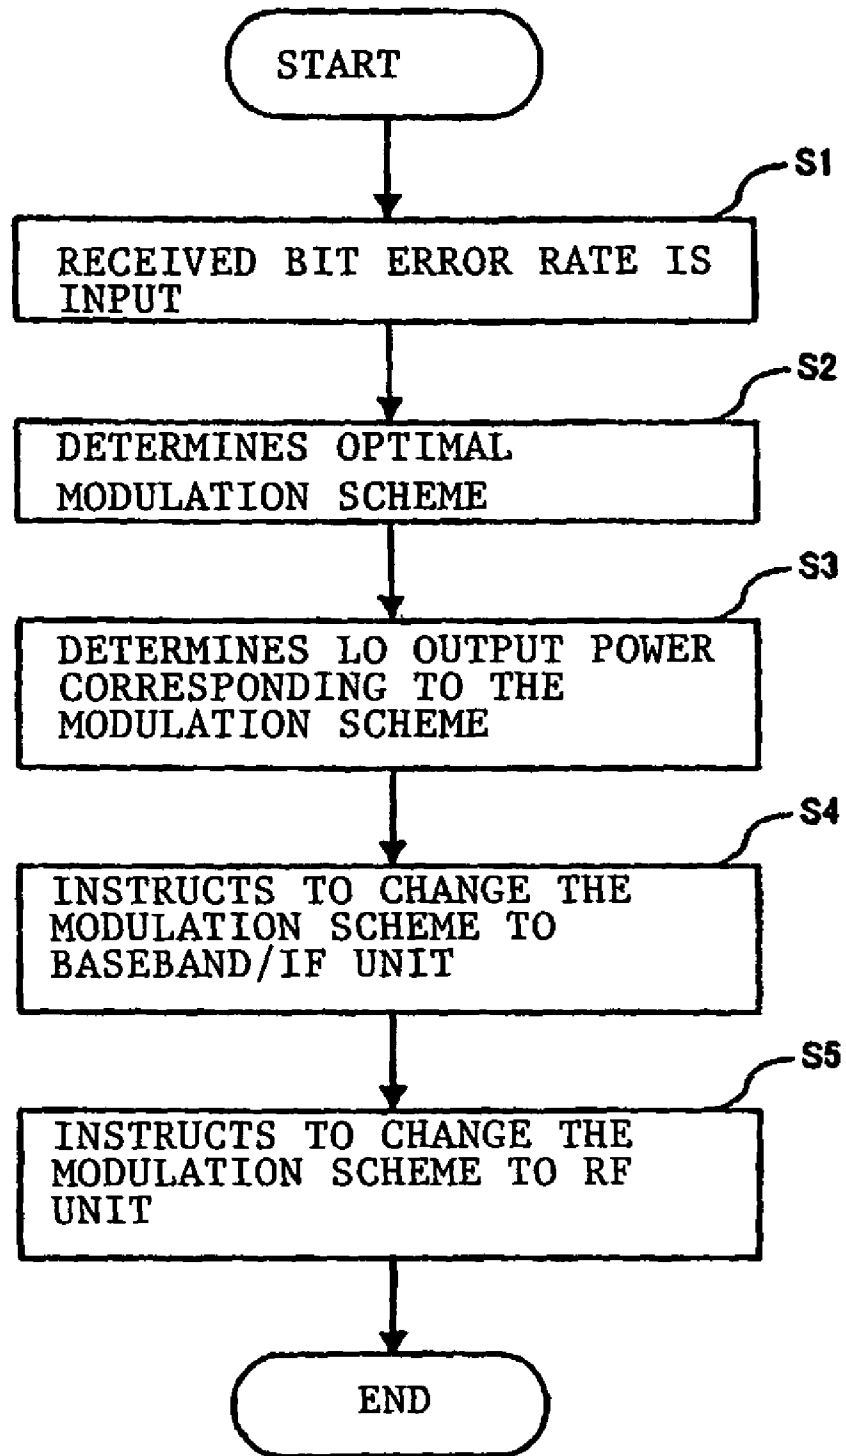 START
S1
RECEIVED BIT ERROR RATE IS
INPUT
S2
DETERMINES OPTIMAL
MODULATION SCHEME
S3
DETERMINES LO OUTPUT POWER
CORRESPONDING TO THE
MODULATION SCHEME
S4
INSTRUCTS TO CHANGE THE
MODULATION SCHEME TO
BASEBAND/IF UNIT
S5
INSTRUCTS TO CHANGE THE
MODULATION SCHEME TO RF
UNIT
END